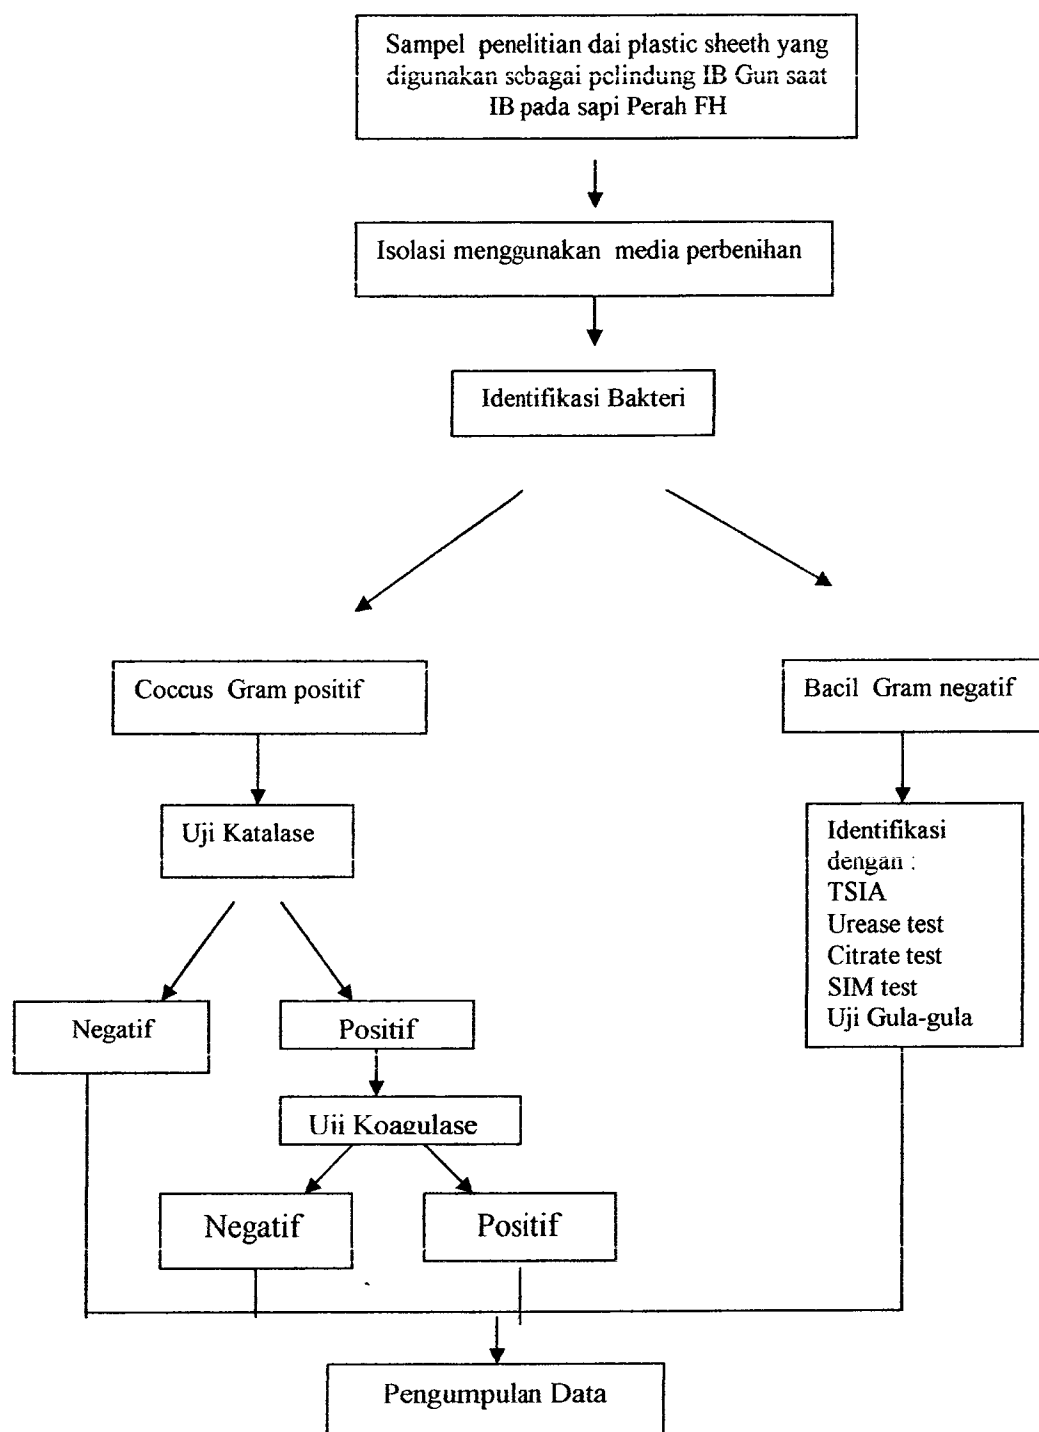 Sampel penelitian dai plastic sheeth yang
digunakan sebagai pelindung IB Gun saat
IB pada sapi Perah FH
Isolasi menggunakan media perbenihan
Identifikasi Bakteri
Coccus Gram positif
Bacil Gram negatif
Uji Katalase
Identifikasi
dengan :
TSIA
Urease test
Citrate test
SIM test
Uji Gula-gula
Negatif
Positif
Uji Koagulase
Negatif
Positif
Pengumpulan Data